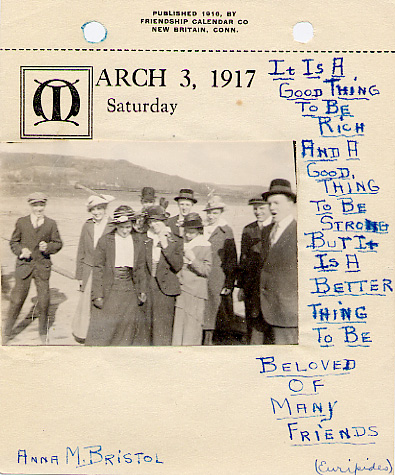 PUBLISHED 1916, BY
FRIENDSHIP CALENDAR CO
NEW BRITAIN, CONN.
MARCH 3, 1917
Saturday
It Is A
Good Thing
To Be
Rich
And A
Good,
Thing
To Be
Strong
But It
Is A
Better
Thing
To Be
Beloved
Of
Many
Friends
(Euripides)
Anna M. Bristol